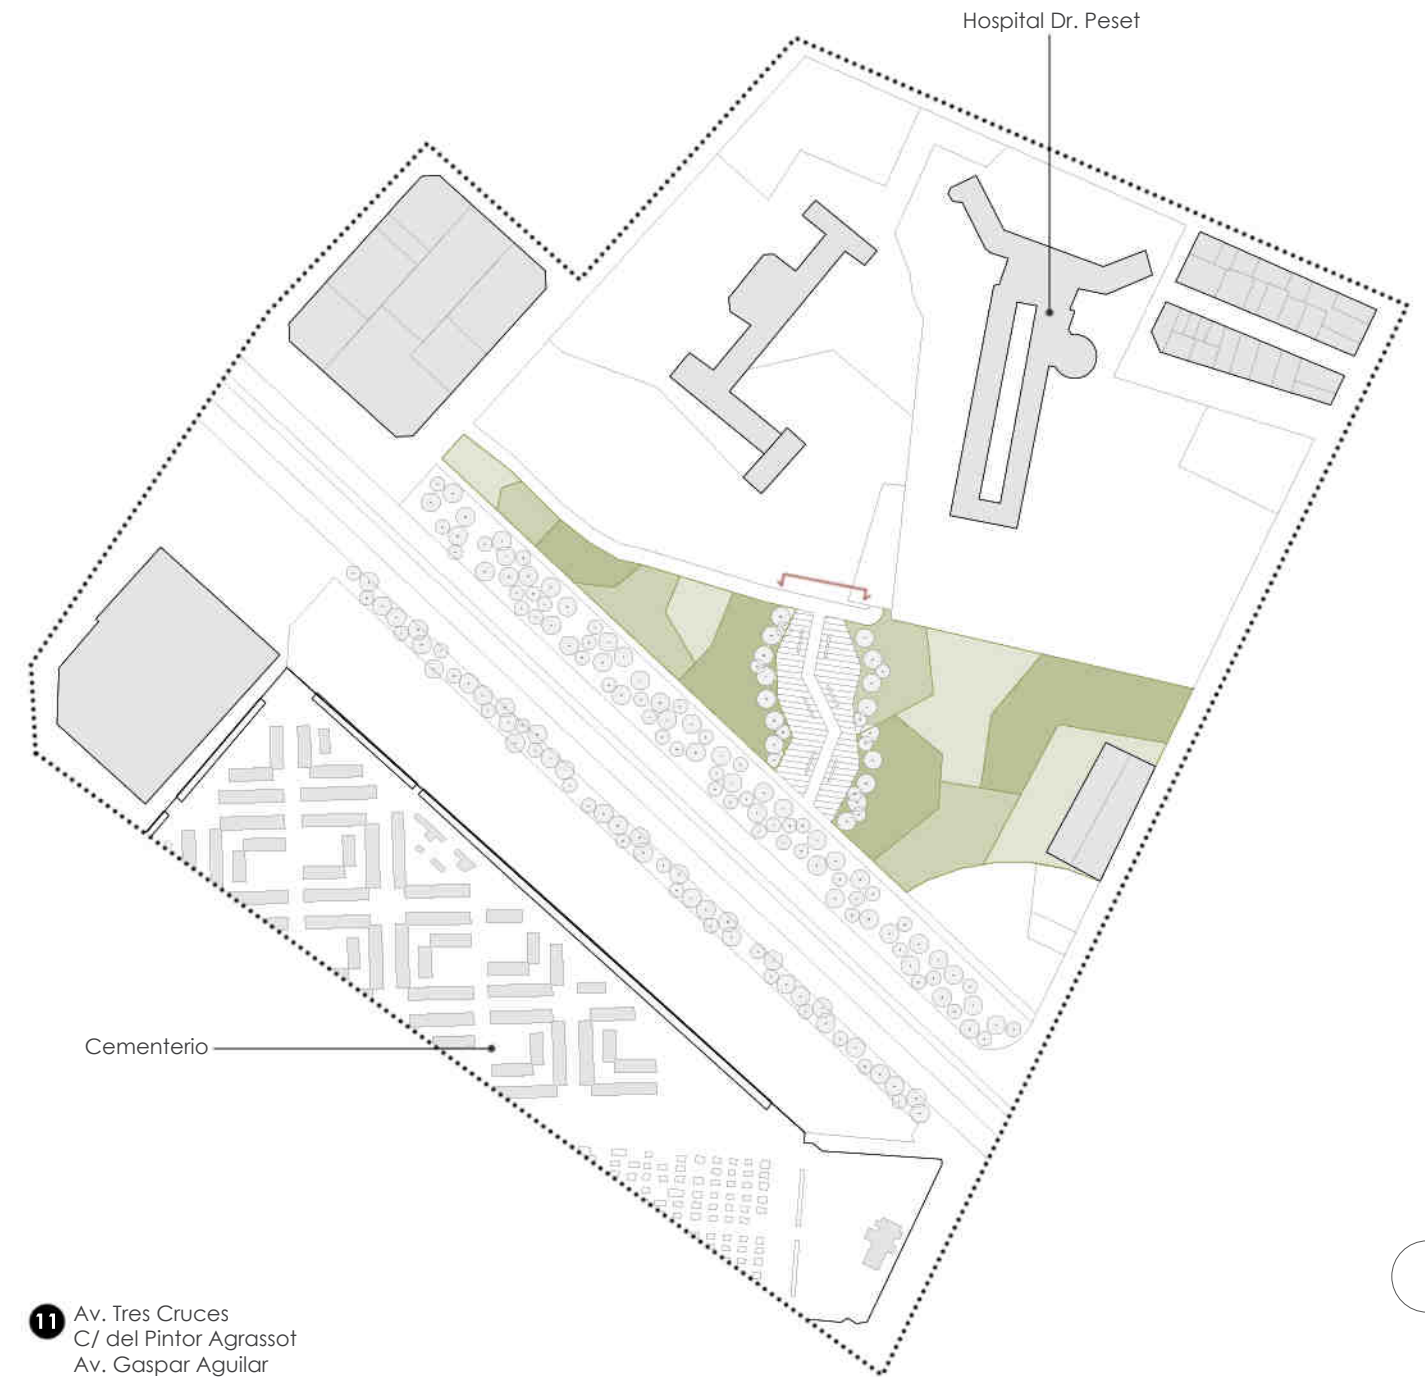 Hospital Dr. Peset
Cementerio
11 Av. Tres Cruces
C/ del Pintor Agrassot
Av. Gaspar Aguilar